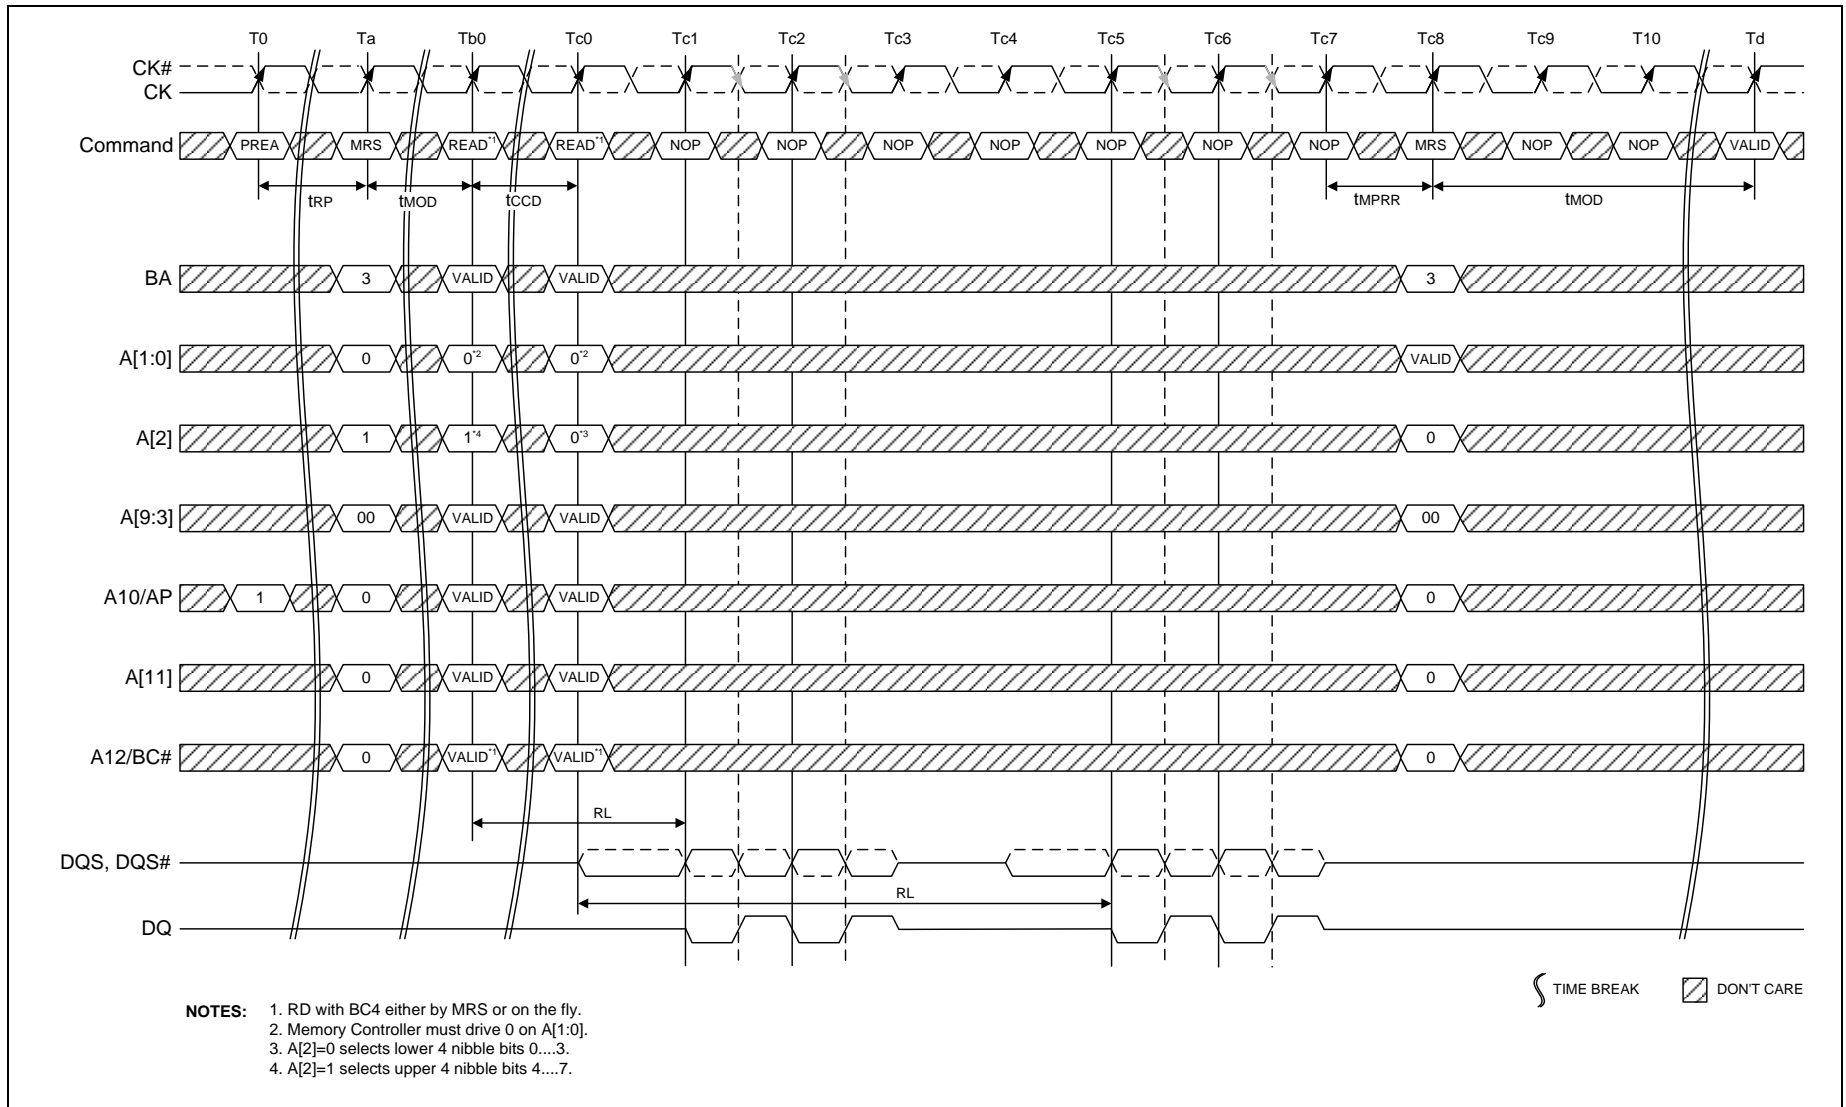 T0 Ta Tb0 Tc0 Tc1 Tc2 Tc3 Tc4 Tc5 Tc6 Tc7 Tc8 Tc9 T10 Td
CK#
CK
Command PREA MRS READ*1 READ*1 NOP NOP NOP NOP NOP NOP NOP MRS NOP NOP VALID
tRP tMOD tCCD tMPRR tMOD
BA 3 VALID VALID 3
A[1:0] 0 0*2 0*2 VALID
A[2] 1 1*4 0*3 0
A[9:3] 00 VALID VALID 00
A10/AP 1 0 VALID VALID 0
A[11] 0 VALID VALID 0
A12/BC# 0 VALID*1 VALID*1 0
RL
DQS, DQS#
RL
DQ
TIME BREAK DON'T CARE
NOTES: 1. RD with BC4 either by MRS or on the fly.
2. Memory Controller must drive 0 on A[1:0].
3. A[2]=0 selects lower 4 nibble bits 0....3.
4. A[2]=1 selects upper 4 nibble bits 4....7.